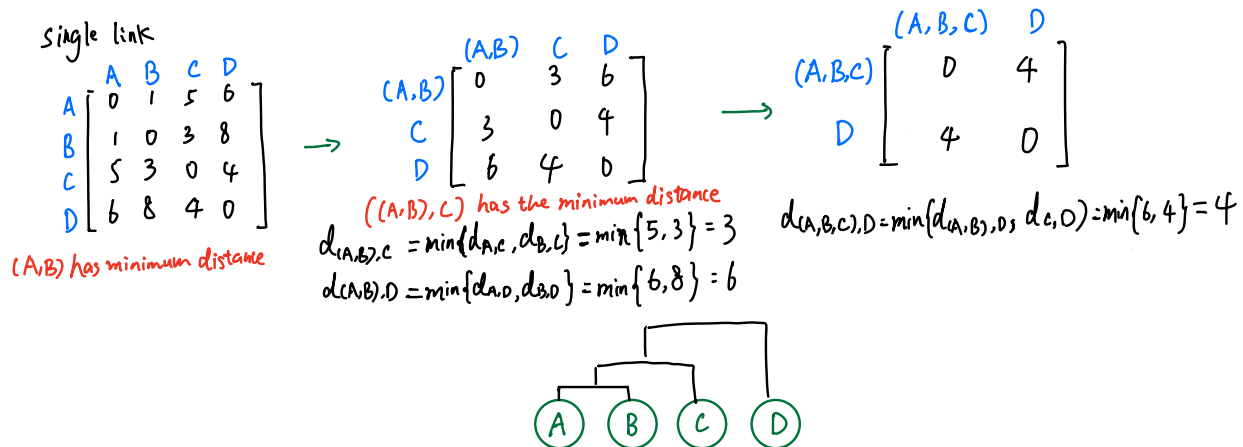 single link
A B C D
A 0 1 5 6
B 1 0 3 8
C 5 3 0 4
D 6 8 4 0
(A,B) has minimum distance
→
(A,B) C D
(A,B) 0 3 6
C 3 0 4
D 6 4 0
((A,B),C) has the minimum distance
d(A,B),C = min{dA,C, dB,C} = min{5,3} = 3
d(A,B),D = min{dA,D, dB,D} = min{6,8} = 6
→
(A,B,C) D
(A,B,C) 0 4
D 4 0
d(A,B,C),D = min{d(A,B),D, dC,D) = min{6,4} = 4
A B C D